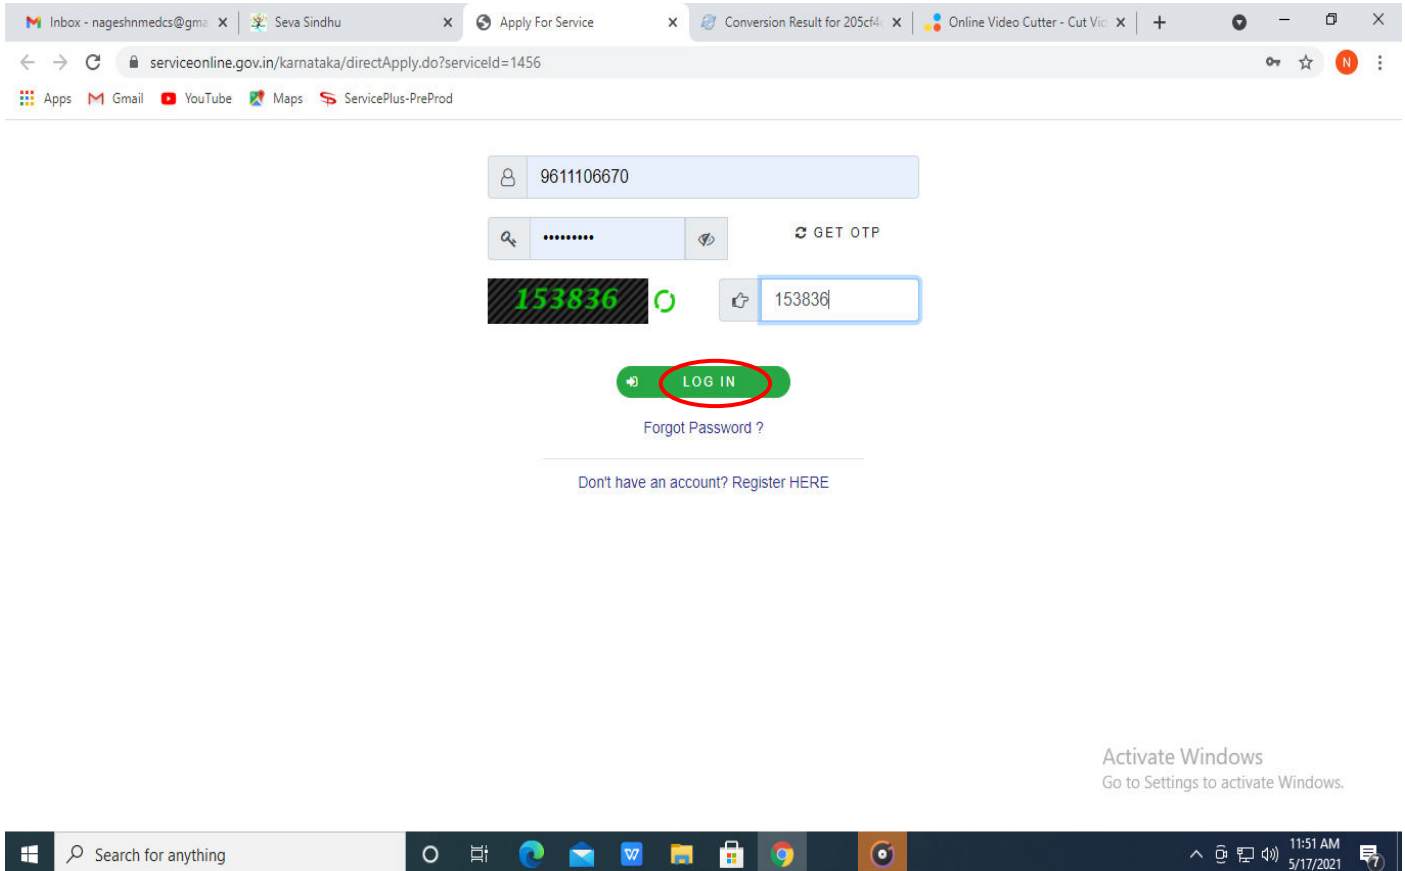 Inbox - nageshnmedcs@gma
Seva Sindhu
Apply For Service
Conversion Result for 205cf4
Online Video Cutter - Cut Vid
serviceonline.gov.in/karnataka/directApply.do?serviceId=1456
N
Apps
Gmail
YouTube
Maps
ServicePlus-PreProd
9611106670
•••••••••
GET OTP
153836
153836
LOG IN
Forgot Password ?
Don't have an account? Register HERE
Activate Windows
Go to Settings to activate Windows.
Search for anything
11:51 AM
5/17/2021
7